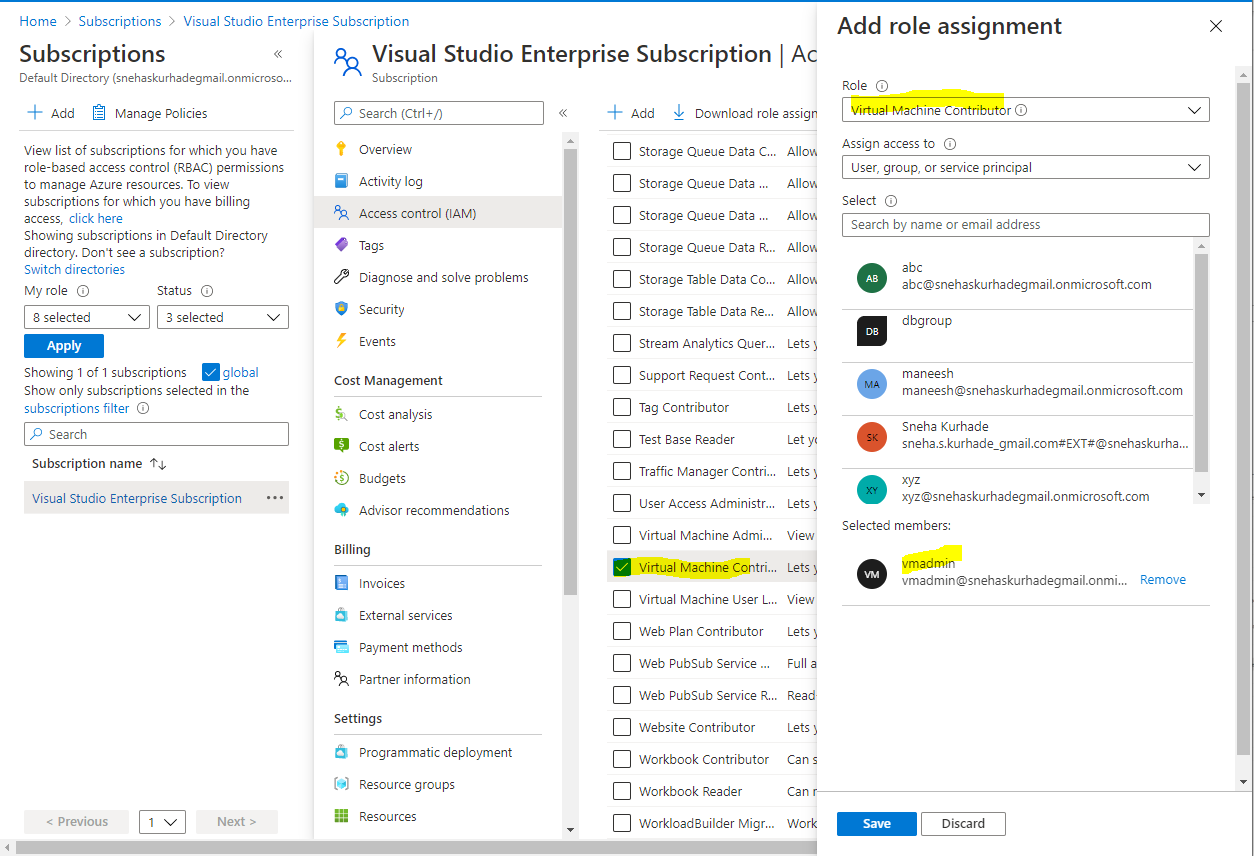 Home > Subscriptions > Visual Studio Enterprise Subscription
Subscriptions
«
Default Directory (snehaskurhadegmail.onmicroso...
Add
Manage Policies
View list of subscriptions for which you have
role-based access control (RBAC) permissions
to manage Azure resources. To view
subscriptions for which you have billing
access, click here
Showing subscriptions in Default Directory
directory. Don't see a subscription?
Switch directories
My role
Status
8 selected
3 selected
Apply
Showing 1 of 1 subscriptions
global
Show only subscriptions selected in the
subscriptions filter
Search
Subscription name ↑↓
Visual Studio Enterprise Subscription
...
< Previous
1
Next >
Visual Studio Enterprise Subscription | Ac
Subscription
Search (Ctrl+/)
«
Overview
Activity log
Access control (IAM)
Tags
Diagnose and solve problems
Security
Events
Cost Management
Cost analysis
Cost alerts
Budgets
Advisor recommendations
Billing
Invoices
External services
Payment methods
Partner information
Settings
Programmatic deployment
Resource groups
Resources
Add
Download role assign
Storage Queue Data C... Allow
Storage Queue Data ... Allow
Storage Queue Data ... Allow
Storage Queue Data R... Allow
Storage Table Data Co... Allow
Storage Table Data Re... Allow
Stream Analytics Quer... Lets y
Support Request Cont... Lets y
Tag Contributor Lets y
Test Base Reader Let yo
Traffic Manager Contri... Lets y
User Access Administr... Lets y
Virtual Machine Admi... View
Virtual Machine Contri... Lets y
Virtual Machine User L... View
Web Plan Contributor Lets y
Web PubSub Service ... Full a
Web PubSub Service R... Read-
Website Contributor Lets y
Workbook Contributor Can s
Workbook Reader Can r
WorkloadBuilder Migr... Work
Add role assignment
Role
Virtual Machine Contributor
Assign access to
User, group, or service principal
Select
Search by name or email address
AB
abc
abc@snehaskurhadegmail.onmicrosoft.com
DB
dbgroup
MA
maneesh
maneesh@snehaskurhadegmail.onmicrosoft.com
SK
Sneha Kurhade
sneha.s.kurhade_gmail.com#EXT#@snehaskurha...
XY
xyz
xyz@snehaskurhadegmail.onmicrosoft.com
Selected members:
VM
vmadmin
vmadmin@snehaskurhadegmail.onmi...
Remove
Save
Discard